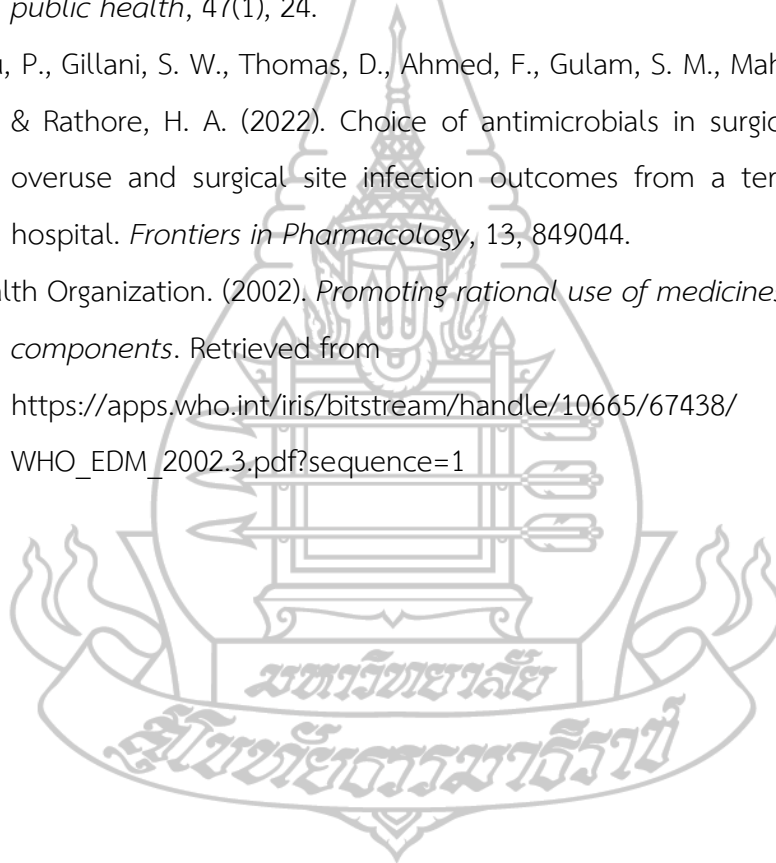 public health, 47(1), 24.
u, P., Gillani, S. W., Thomas, D., Ahmed, F., Gulam, S. M., Mah
& Rathore, H. A. (2022). Choice of antimicrobials in surgic
overuse and surgical site infection outcomes from a ter
hospital. Frontiers in Pharmacology, 13, 849044.
alth Organization. (2002). Promoting rational use of medicine
components. Retrieved from
https://apps.who.int/iris/bitstream/handle/10665/67438/
WHO_EDM_2002.3.pdf?sequence=1
มหาวิทยาลัย
สุโขทัยธรรมาธิราช